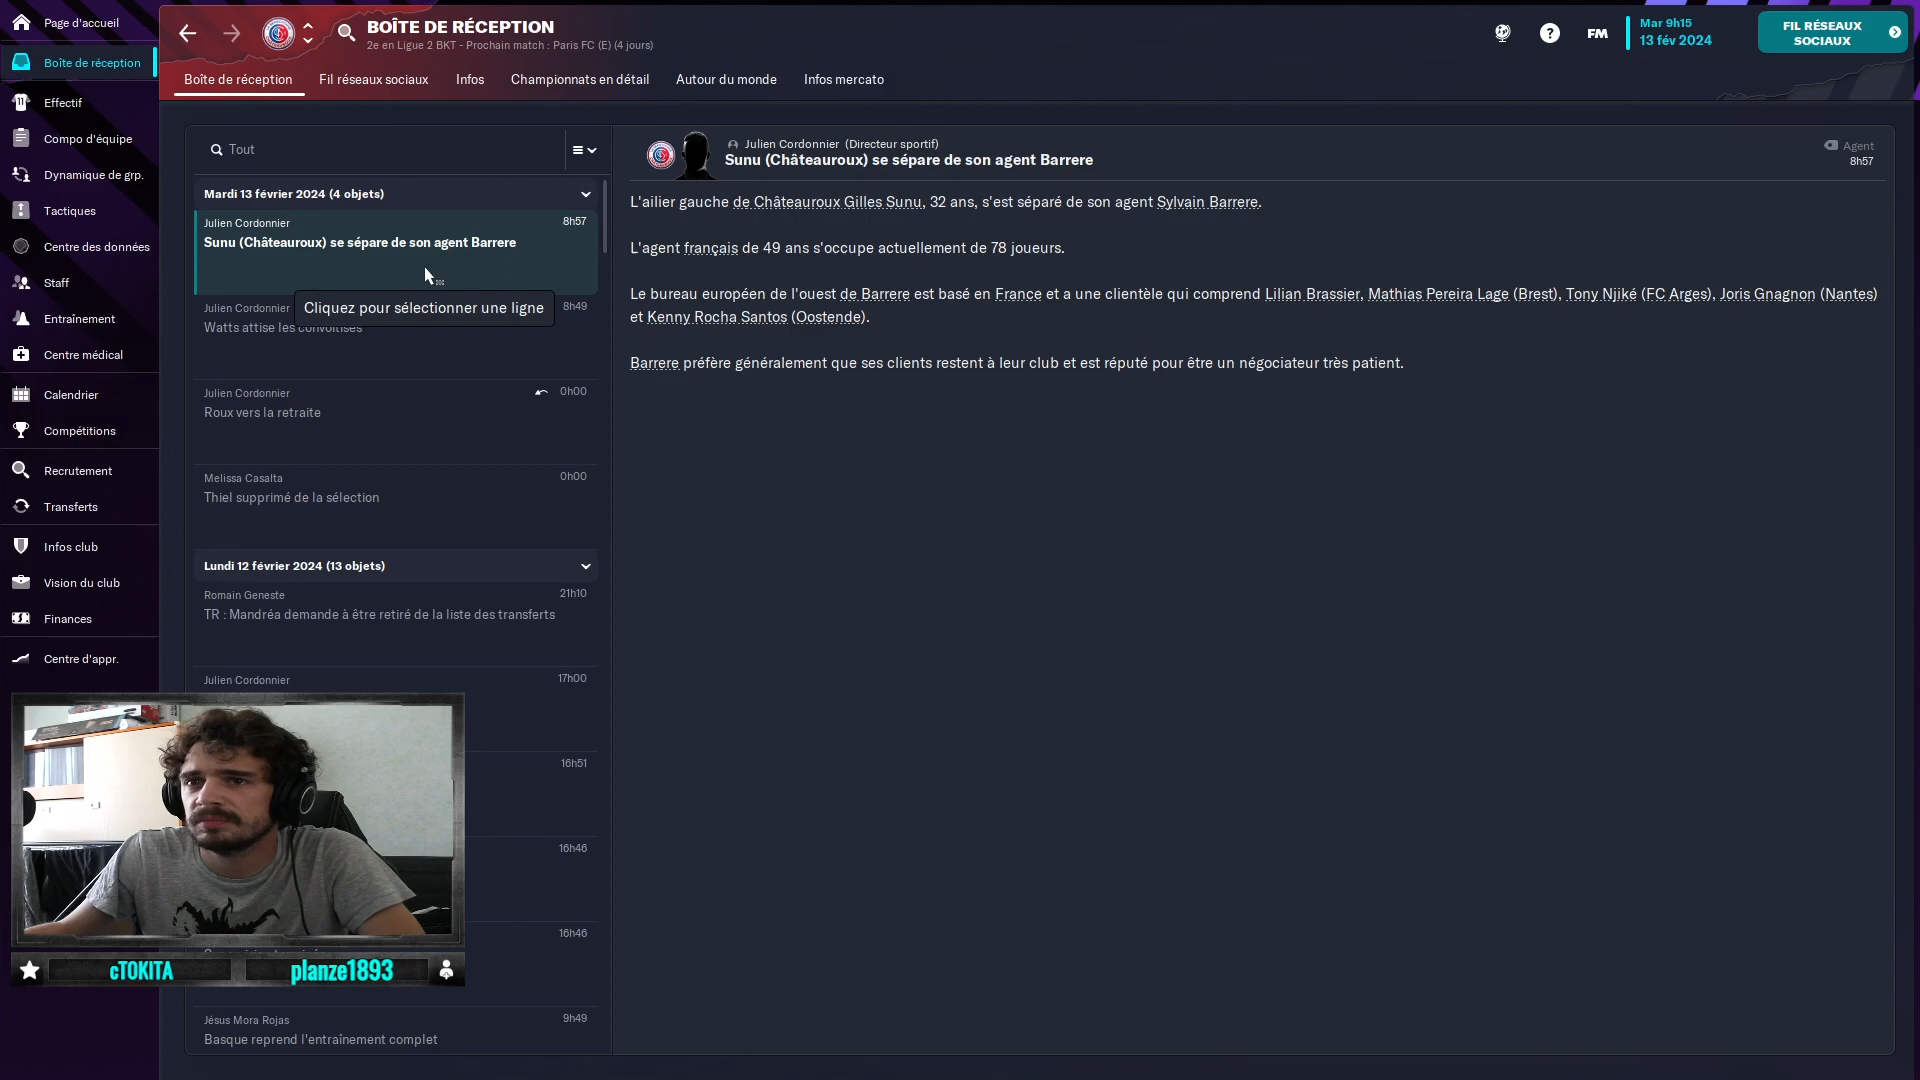 Page d'accueil
Boîte de réception
Effectif
Compo d'équipe
Dynamique de grp.
Tactiques
Centre des données
Staff
Entraînement
Centre médical
Calendrier
Compétitions
Recrutement
Transferts
Infos club
Vision du club
Finances
Centre d'appr.
BOÎTE DE RÉCEPTION
2e en Ligue 2 BKT - Prochain match : Paris FC (E) (4 jours)
FM
Mar 9h15
13 fév 2024
FIL RÉSEAUX
SOCIAUX
Boîte de réception
Fil réseaux sociaux
Infos
Championnats en détail
Autour du monde
Infos mercato
Tout
Mardi 13 février 2024 (4 objets)
Julien Cordonnier
8h57
Sunu (Châteauroux) se sépare de son agent Barrere
Julien Cordonnier
8h49
Watts attise les convoitises
Cliquez pour sélectionner une ligne
Julien Cordonnier
0h00
Roux vers la retraite
Melissa Casalta
0h00
Thiel supprimé de la sélection
Lundi 12 février 2024 (13 objets)
Romain Geneste
21h10
TR : Mandréa demande à être retiré de la liste des transferts
Julien Cordonnier
17h00
16h51
16h46
16h46
Jésus Mora Rojas
9h49
Basque reprend l'entraînement complet
Julien Cordonnier (Directeur sportif)
Sunu (Châteauroux) se sépare de son agent Barrere
Agent
8h57
L'ailier gauche de Châteauroux Gilles Sunu, 32 ans, s'est séparé de son agent Sylvain Barrere.
L'agent français de 49 ans s'occupe actuellement de 78 joueurs.
Le bureau européen de l'ouest de Barrere est basé en France et a une clientèle qui comprend Lilian Brassier, Mathias Pereira Lage (Brest), Tony Njiké (FC Arges), Joris Gnagnon (Nantes)
et Kenny Rocha Santos (Oostende).
Barrere préfère généralement que ses clients restent à leur club et est réputé pour être un négociateur très patient.
cTOKITA
planze1893